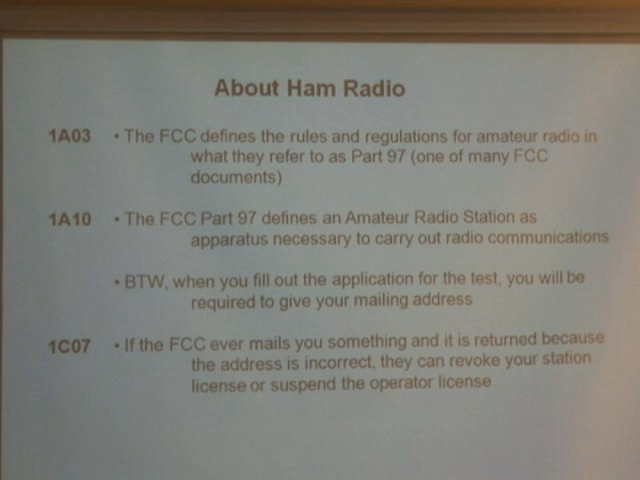 About Ham Radio
1A03 • The FCC defines the rules and regulations for amateur radio in
what they refer to as Part 97 (one of many FCC
documents)
1A10 • The FCC Part 97 defines an Amateur Radio Station as
apparatus necessary to carry out radio communications
• BTW, when you fill out the application for the test, you will be
required to give your mailing address
1C07 • If the FCC ever mails you something and it is returned because
the address is incorrect, they can revoke your station
license or suspend the operator license